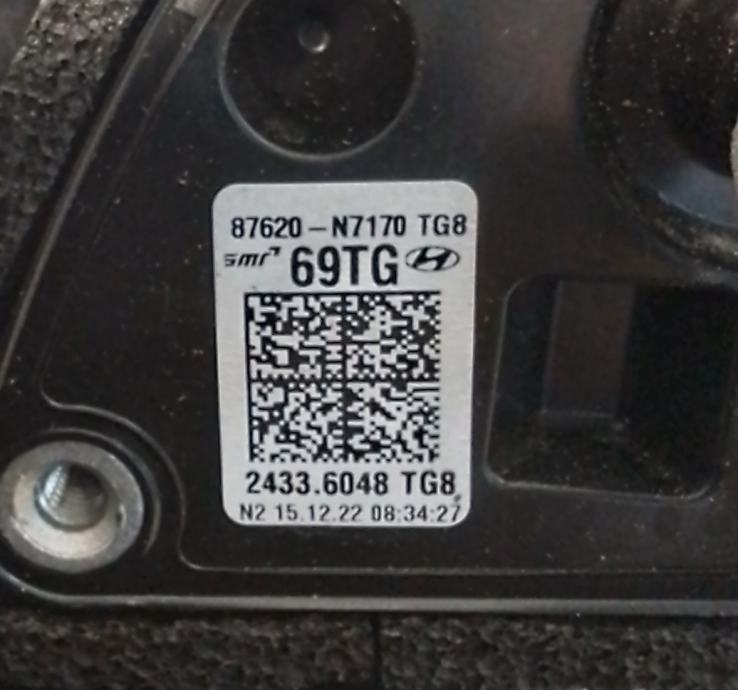 87620-N7170 TG8
smr 69TG
2433.6048 TG8
N2 15.12.22 08:34:27